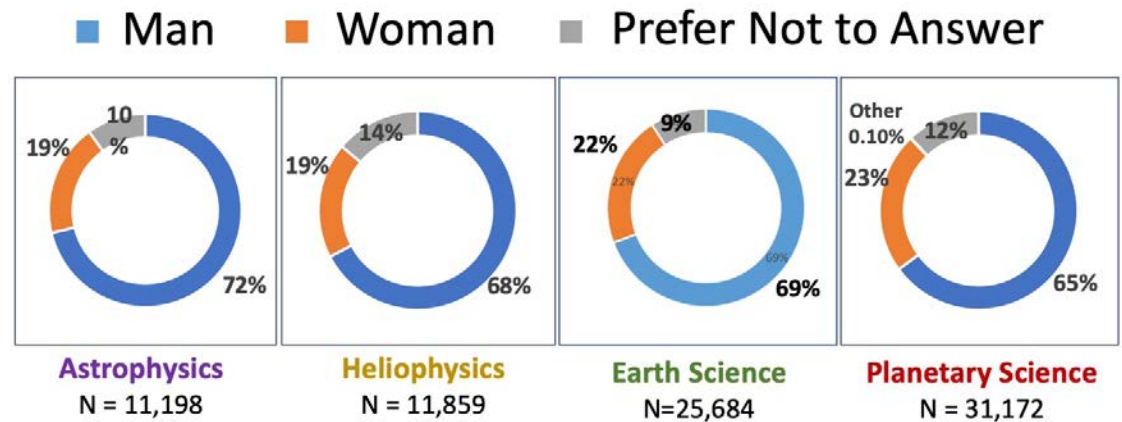 Man Woman Prefer Not to Answer
10
%
19%
72%
14%
19%
68%
9%
22%
22%
69%
69%
Other
0.10%
12%
23%
65%
Astrophysics
N = 11,198
Heliophysics
N = 11,859
Earth Science
N=25,684
Planetary Science
N = 31,172